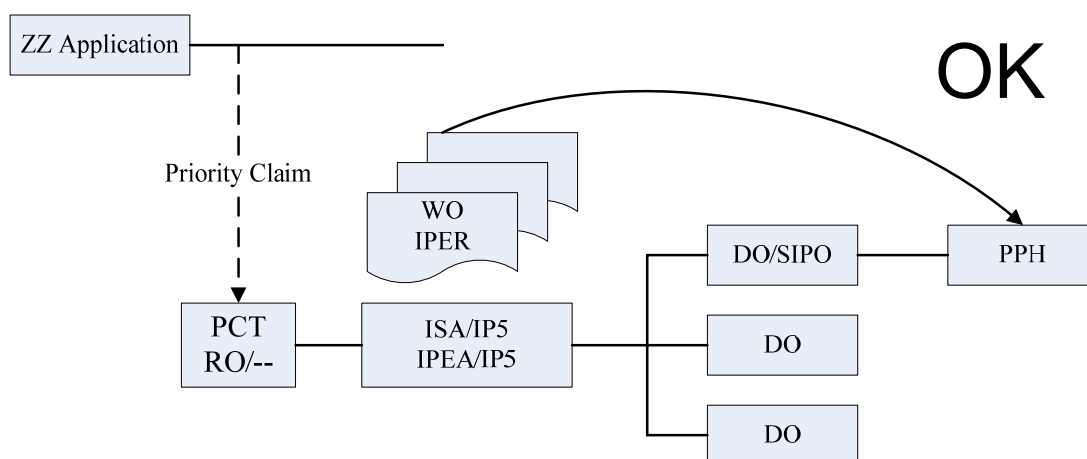 ZZ Application
OK
Priority Claim
WO
IPER
DO/SIPO
PPH
PCT
RO/--
ISA/IP5
IPEA/IP5
DO
DO